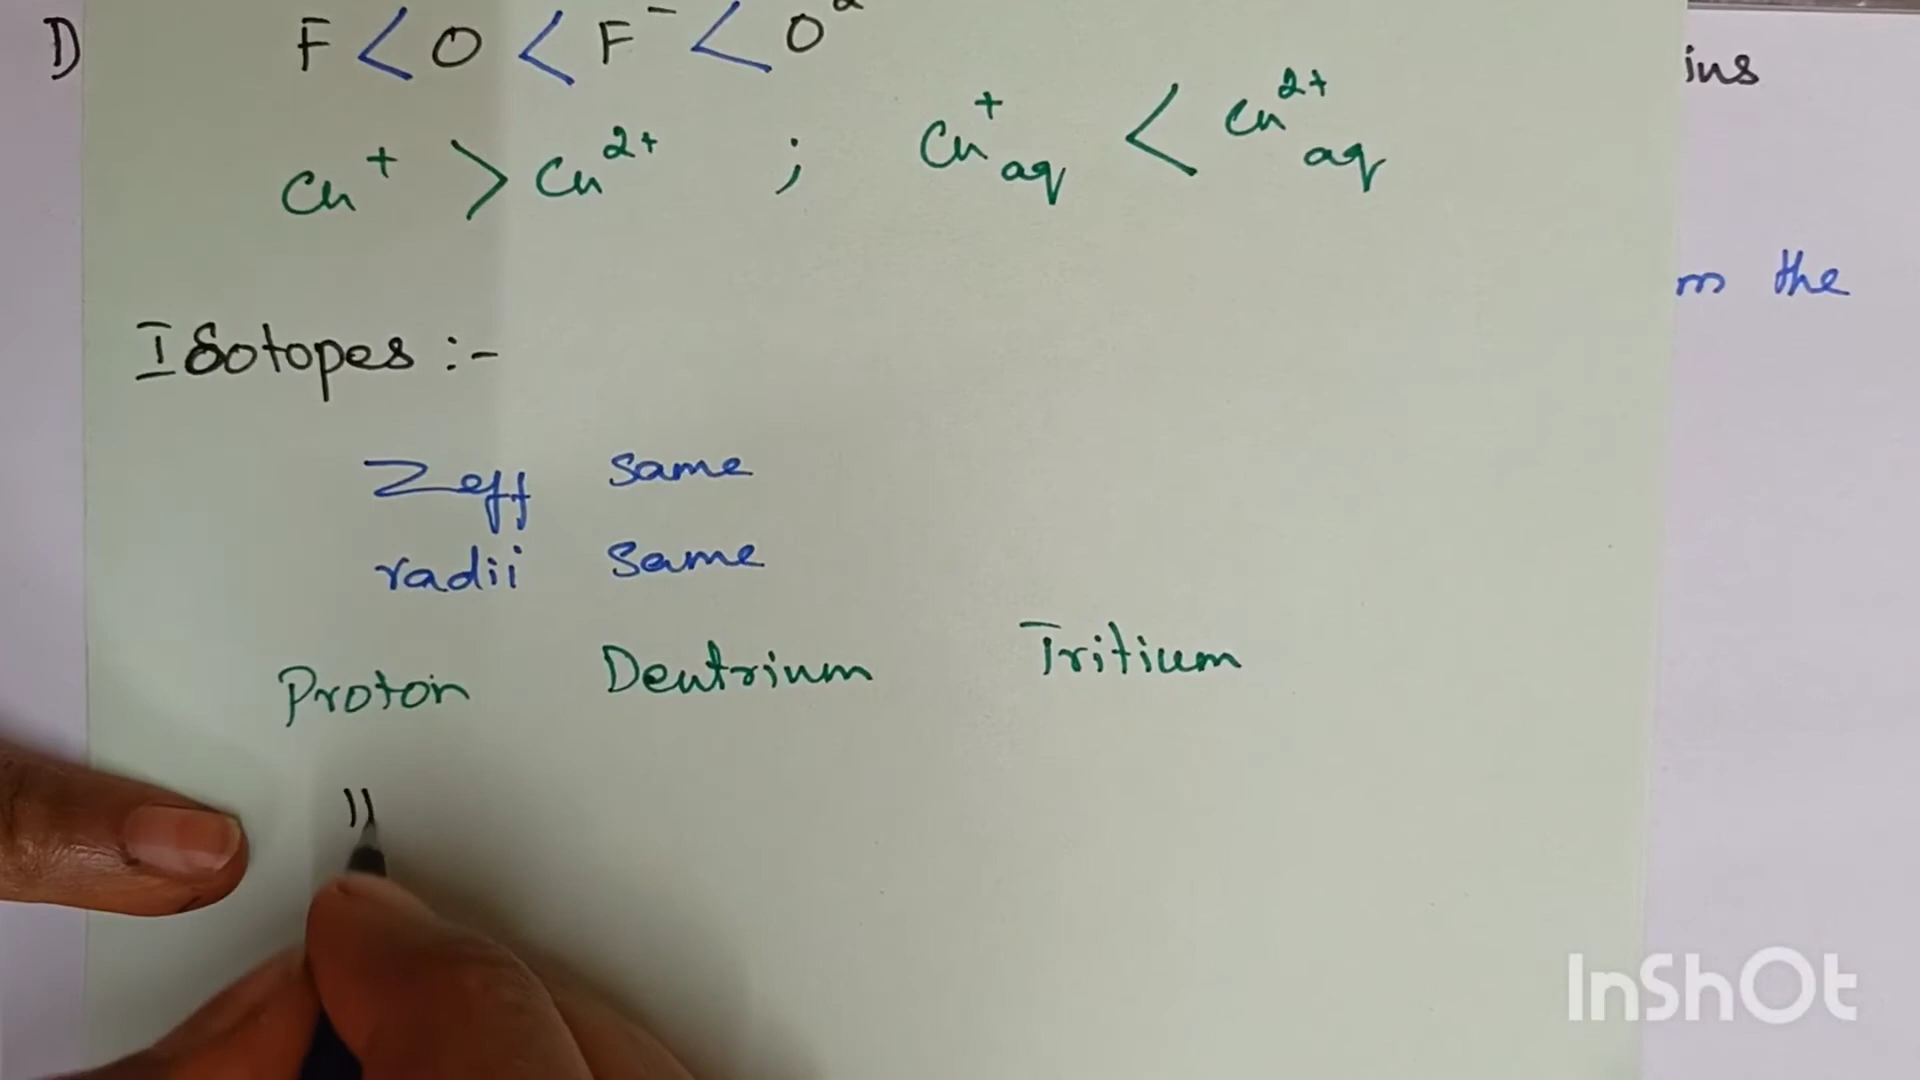 D F < O < F⁻ < O²
ins
Cu⁺ > Cu²⁺ ; Cu⁺aq < Cu²⁺aq
m the
Isotopes :-
Zeff same
radii same
Proton Deutrium Tritium
InShOt